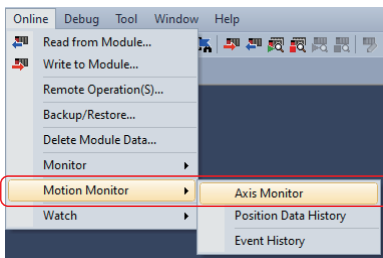 Online Debug Tool Window Help
Read from Module...
Write to Module...
Remote Operation(S)...
Backup/Restore...
Delete Module Data...
Monitor
Motion Monitor
Axis Monitor
Watch
Position Data History
Event History